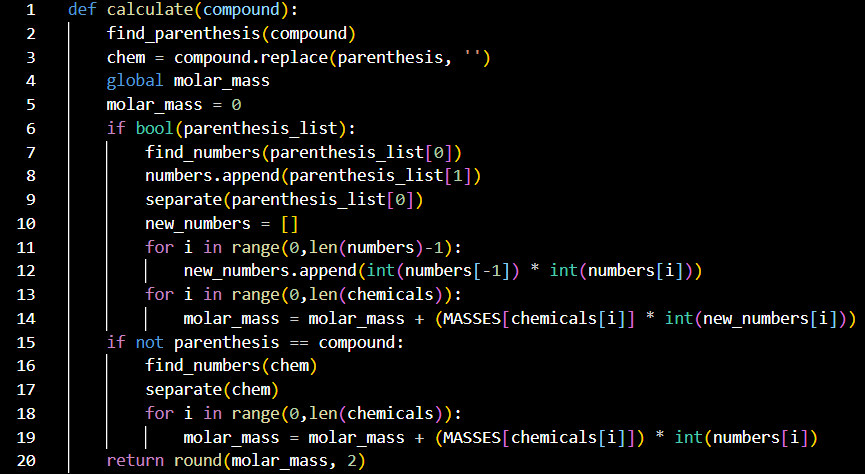 1 def calculate(compound):
2     find_parenthesis(compound)
3     chem = compound.replace(parenthesis, '')
4     global molar_mass
5     molar_mass = 0
6     if bool(parenthesis_list):
7         find_numbers(parenthesis_list[0])
8         numbers.append(parenthesis_list[1])
9         separate(parenthesis_list[0])
10         new_numbers = []
11         for i in range(0,len(numbers)-1):
12             new_numbers.append(int(numbers[-1]) * int(numbers[i]))
13         for i in range(0,len(chemicals)):
14             molar_mass = molar_mass + (MASSES[chemicals[i]] * int(new_numbers[i]))
15     if not parenthesis == compound:
16         find_numbers(chem)
17         separate(chem)
18         for i in range(0,len(chemicals)):
19             molar_mass = molar_mass + (MASSES[chemicals[i]]) * int(numbers[i])
20     return round(molar_mass, 2)